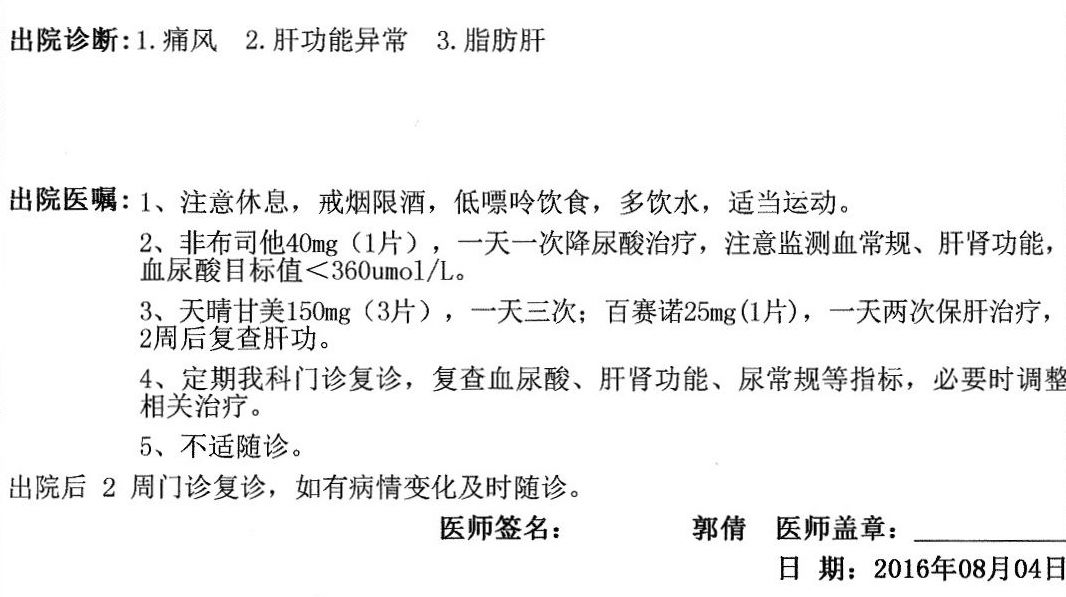 出院诊断:1.痛风 2.肝功能异常 3.脂肪肝
出院医嘱:1、注意休息，戒烟限酒，低嘌呤饮食，多饮水，适当运动。
2、非布司他40mg（1片），一天一次降尿酸治疗，注意监测血常规、肝肾功能，
血尿酸目标值＜360umol/L。
3、天晴甘美150mg（3片），一天三次；百赛诺25mg(1片)，一天两次保肝治疗，
2周后复查肝功。
4、定期我科门诊复诊，复查血尿酸、肝肾功能、尿常规等指标，必要时调整
相关治疗。
5、不适随诊。
出院后 2 周门诊复诊，如有病情变化及时随诊。
医师签名： 郭倩 医师盖章：
日 期：2016年08月04日